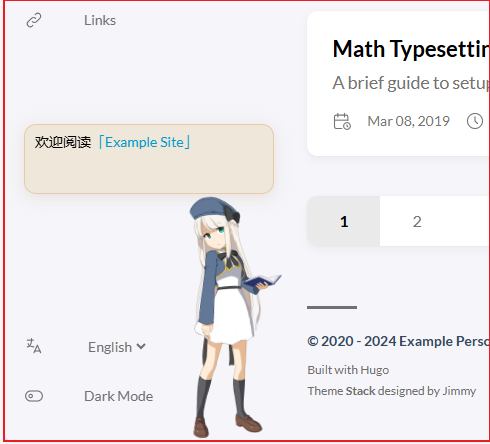 Links
欢迎阅读「Example Site」
English
Dark Mode
Math Typesettin
A brief guide to setup
Mar 08, 2019
1
2
© 2020 - 2024 Example Perso
Built with Hugo
Theme Stack designed by Jimmy